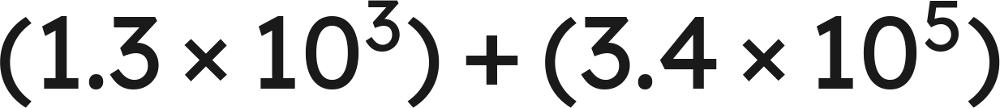 (1.3 × 10³) + (3.4 × 10⁵)